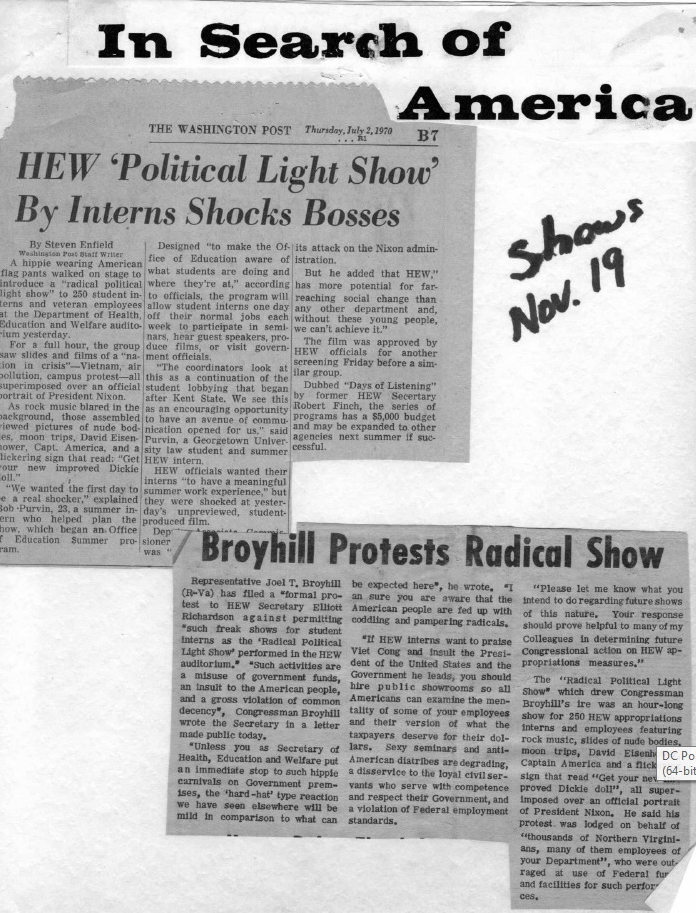 In Search of
America
THE WASHINGTON POST Thursday, July 2, 1970 B7
... R1
HEW 'Political Light Show'
By Interns Shocks Bosses
By Steven Enfield
Washington Post Staff Writer
A hippie wearing American
flag pants walked on stage to
introduce a "radical political
light show" to 250 student in-
terns and veteran employees
at the Department of Health,
Education and Welfare audito-
rium yesterday.
For a full hour, the group
saw slides and films of a "na-
tion in crisis"—Vietnam, air
pollution, campus protest—all
superimposed over an official
portrait of President Nixon.
As rock music blared in the
background, those assembled
viewed pictures of nude bod-
ies, moon trips, David Eisen-
hower, Capt. America, and a
flickering sign that read: "Get
your new improved Dickie
doll."
"We wanted the first day to
be a real shocker," explained
Bob Purvin, 23, a summer in-
tern who helped plan the
show, which began an Office
of Education Summer pro-
gram.
Designed "to make the Of-
fice of Education aware of
what students are doing and
where they're at," according
to officials, the program will
allow student interns one day
off their normal jobs each
week to participate in semi-
nars, hear guest speakers, pro-
duce films, or visit govern-
ment officials.
"The coordinators look at
this as a continuation of the
student lobbying that began
after Kent State. We see this
as an encouraging opportunity
to have an avenue of commu-
nication opened for us." said
Purvin, a Georgetown Univer-
sity law student and summer
HEW intern.
HEW officials wanted their
interns "to have a meaningful
summer work experience," but
they were shocked at yester-
day's unpreviewed, student-
produced film.
sioner
was "
its attack on the Nixon admin-
istration.
But he added that HEW,"
has more potential for far-
reaching social change than
any other department and,
without these young people,
we can't achieve it."
The film was approved by
HEW officials for another
screening Friday before a sim-
ilar group.
Dubbed "Days of Listening"
by former HEW Secertary
Robert Finch, the series of
programs has a $5,000 budget
and may be expanded to other
agencies next summer if suc-
cessful.
Shows
Nov. 19
Broyhill Protests Radical Show
Representative Joel T. Broyhill
(R-Va) has filed a "formal pro-
test to HEW Secretary Elliott
Richardson against permitting
"such freak shows for student
interns as the 'Radical Political
Light Show' performed in the HEW
auditorium." "Such activities are
a misuse of government funds,
an insult to the American people,
and a gross violation of common
decency", Congressman Broyhill
wrote the Secretary in a letter
made public today.
"Unless you as Secretary of
Health, Education and Welfare put
an immediate stop to such hippie
carnivals on Government prem-
ises, the 'hard-hat' type reaction
we have seen elsewhere will be
mild in comparison to what can
be expected here", he wrote. "I
an sure you are aware that the
American people are fed up with
coddling and pampering radicals.
"If HEW interns want to praise
Viet Cong and insult the Presi-
dent of the United States and the
Government he leads, you should
hire public showrooms so all
Americans can examine the men-
tality of some of your employees
and their version of what the
taxpayers deserve for their dol-
lars. Sexy seminars and anti-
American diatribes are degrading,
a disservice to the loyal civil ser-
vants who serve with competence
and respect their Government, and
a violation of Federal employment
standards.
"Please let me know what you
intend to do regarding future shows
of this nature. Your response
should prove helpful to many of my
Colleagues in determining future
Congressional action on HEW ap-
propriations measures."
The "Radical Political Light
Show" which drew Congressman
Broyhill's ire was an hour-long
show for 250 HEW appropriations
interns and employees featuring
rock music, slides of nude bodies,
moon trips, David Eisenh
Captain America and a flick
sign that read "Get your new
proved Dickie doll", all super-
imposed over an official portrait
of President Nixon. He said his
protest was lodged on behalf of
"thousands of Northern Virgini-
ans, many of them employees of
your Department", who were out-
raged at use of Federal fu
and facilities for such perfor
ces.
DC Po
(64-bit